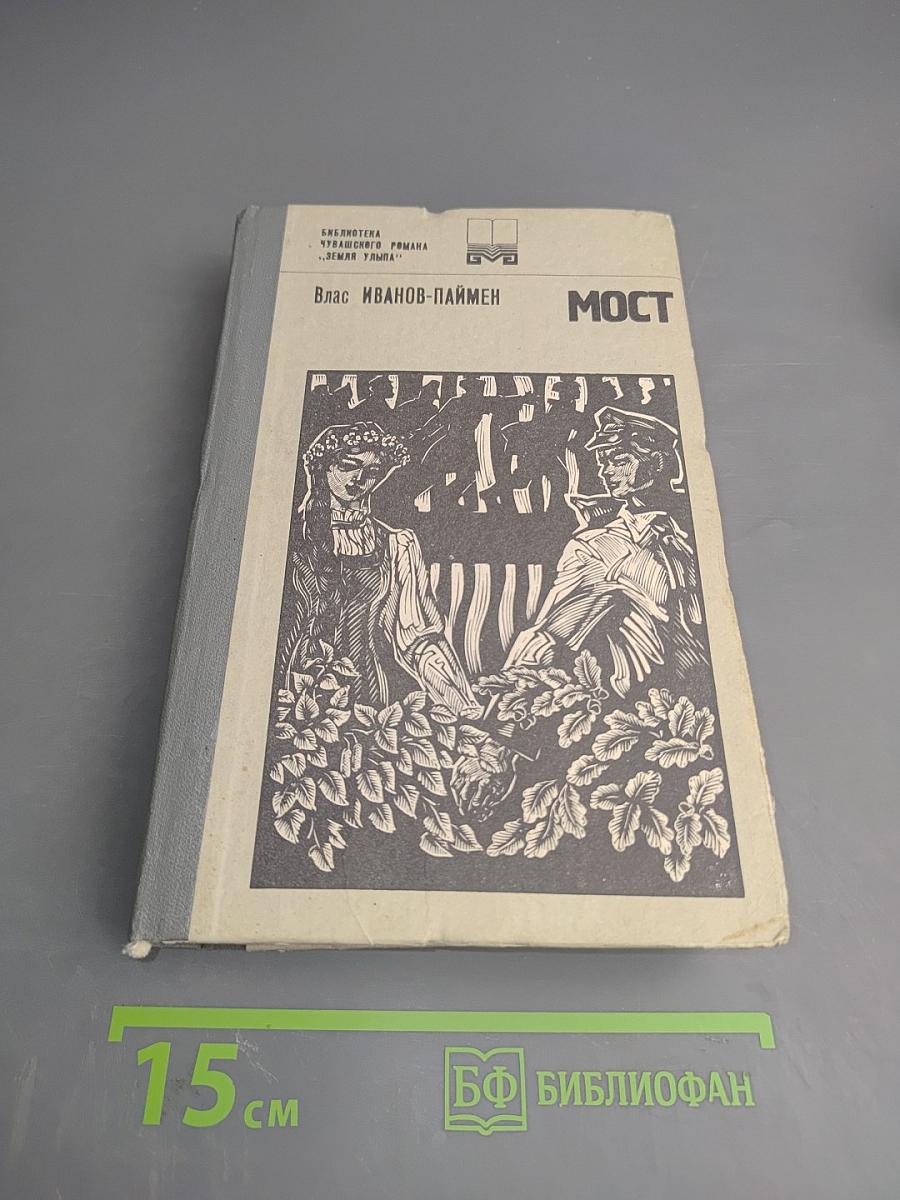 БИБЛИОТЕКА
ЧУВАШСКОГО РОМАНА
„ЗЕМЛЯ УЛЫПА“
Влас ИВАНОВ-ПАЙМЕН
МОСТ
15 см
БФ БИБЛИОФАН